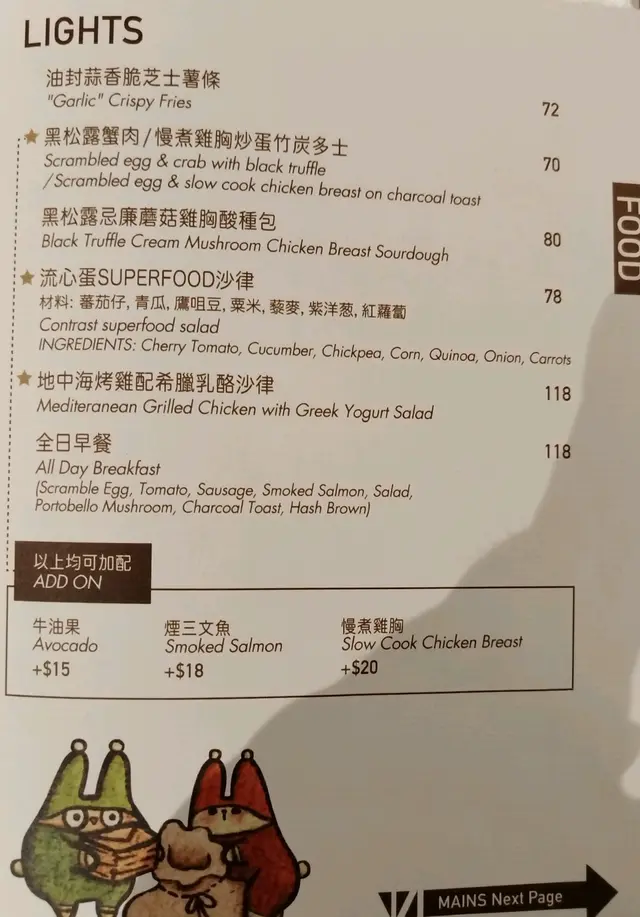 LIGHTS
油封蒜香脆芝士薯條
"Garlic" Crispy Fries
72
黑松露蟹肉/慢煮雞胸炒蛋竹炭多士
Scrambled egg & crab with black truffle
70
/Scrambled egg & slow cook chicken breast on charcoal toast
黑松露忌廉蘑菇雞胸酸種包
Black Truffle Cream Mushroom Chicken Breast Sourdough
80
流心蛋SUPERFOOD沙律
78
材料: 蕃茄仔, 青瓜, 鷹咀豆, 粟米, 藜麥, 紫洋葱, 紅蘿蔔
Contrast superfood salad
INGREDIENTS: Cherry Tomato, Cucumber, Chickpea, Corn, Quinoa, Onion, Carrots
地中海烤雞配希臘乳酪沙律
118
Mediteranean Grilled Chicken with Greek Yogurt Salad
全日早餐
118
All Day Breakfast
(Scramble Egg, Tomato, Sausage, Smoked Salmon, Salad,
Portobello Mushroom, Charcoal Toast, Hash Brown)
以上均可加配
ADD ON
牛油果
Avocado
+$15
煙三文魚
Smoked Salmon
+$18
慢煮雞胸
Slow Cook Chicken Breast
+$20
FOOD
MAINS Next Page